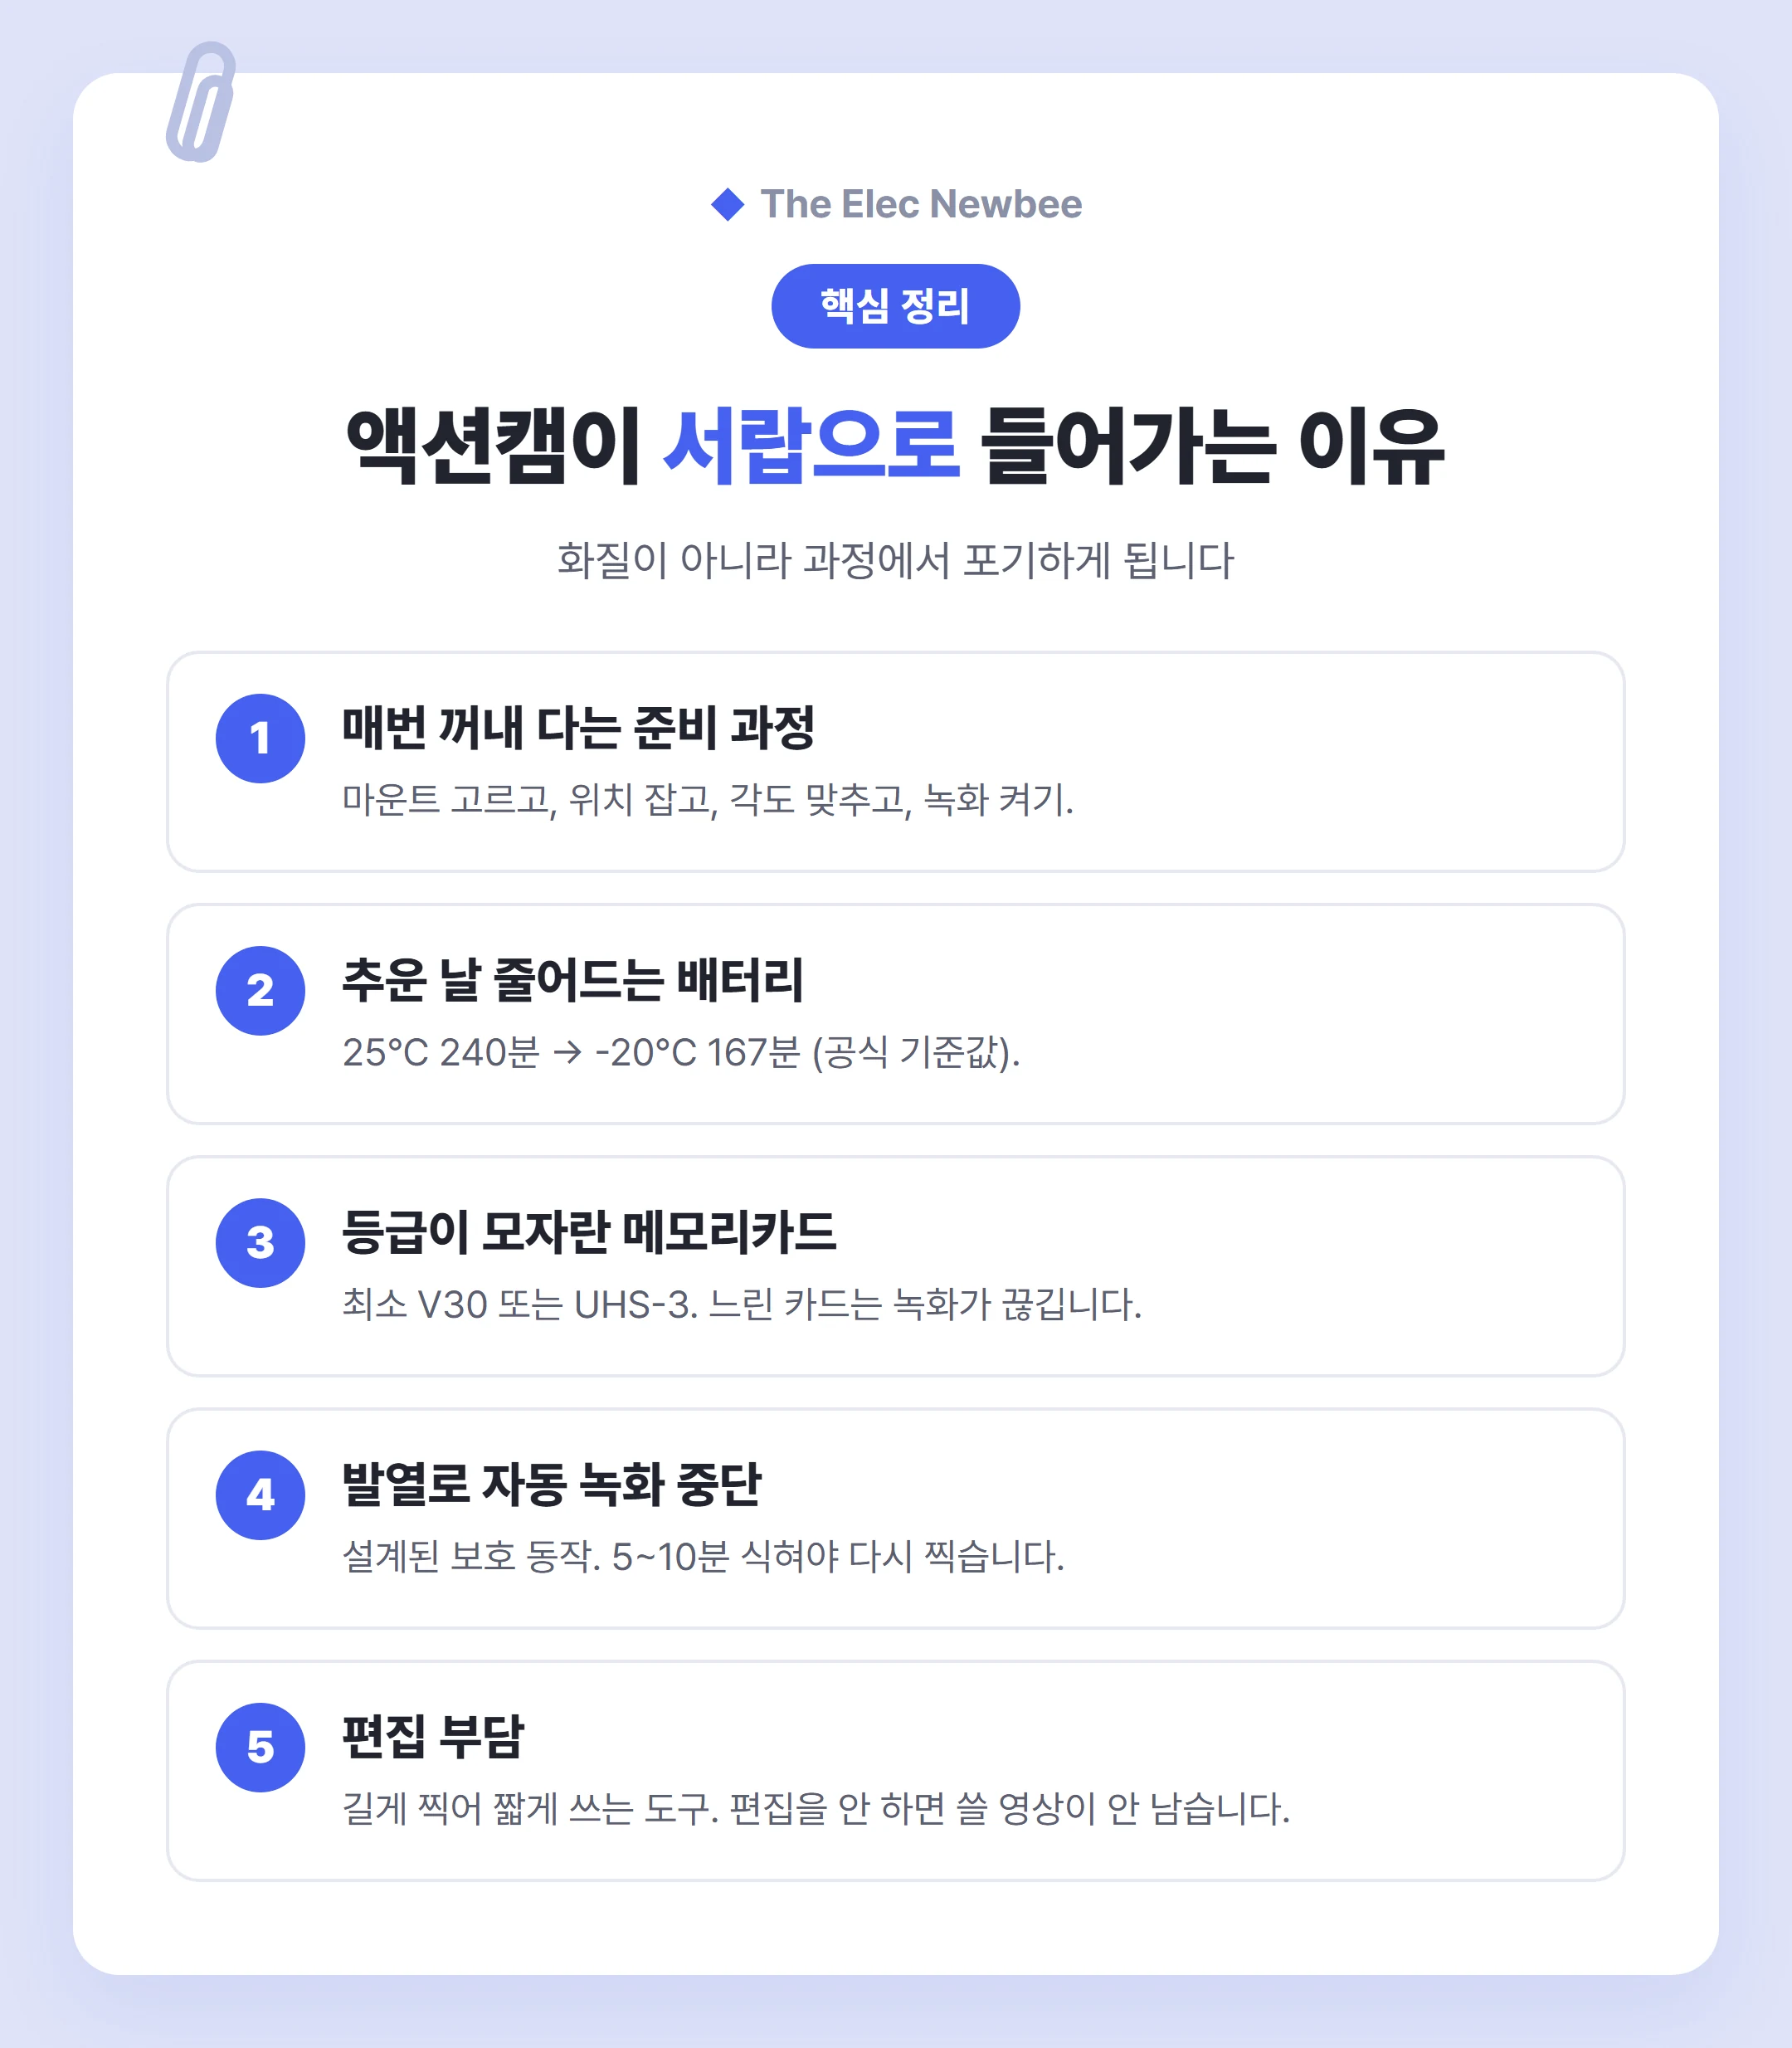 The Elec Newbee
핵심 정리
액션캠이 서랍으로 들어가는 이유
화질이 아니라 과정에서 포기하게 됩니다
1
매번 꺼내 다는 준비 과정
마운트 고르고, 위치 잡고, 각도 맞추고, 녹화 켜기.
2
추운 날 줄어드는 배터리
25°C 240분 → -20°C 167분 (공식 기준값).
3
등급이 모자란 메모리카드
최소 V30 또는 UHS-3. 느린 카드는 녹화가 끊깁니다.
4
발열로 자동 녹화 중단
설계된 보호 동작. 5~10분 식혀야 다시 찍습니다.
5
편집 부담
길게 찍어 짧게 쓰는 도구. 편집을 안 하면 쓸 영상이 안 남습니다.